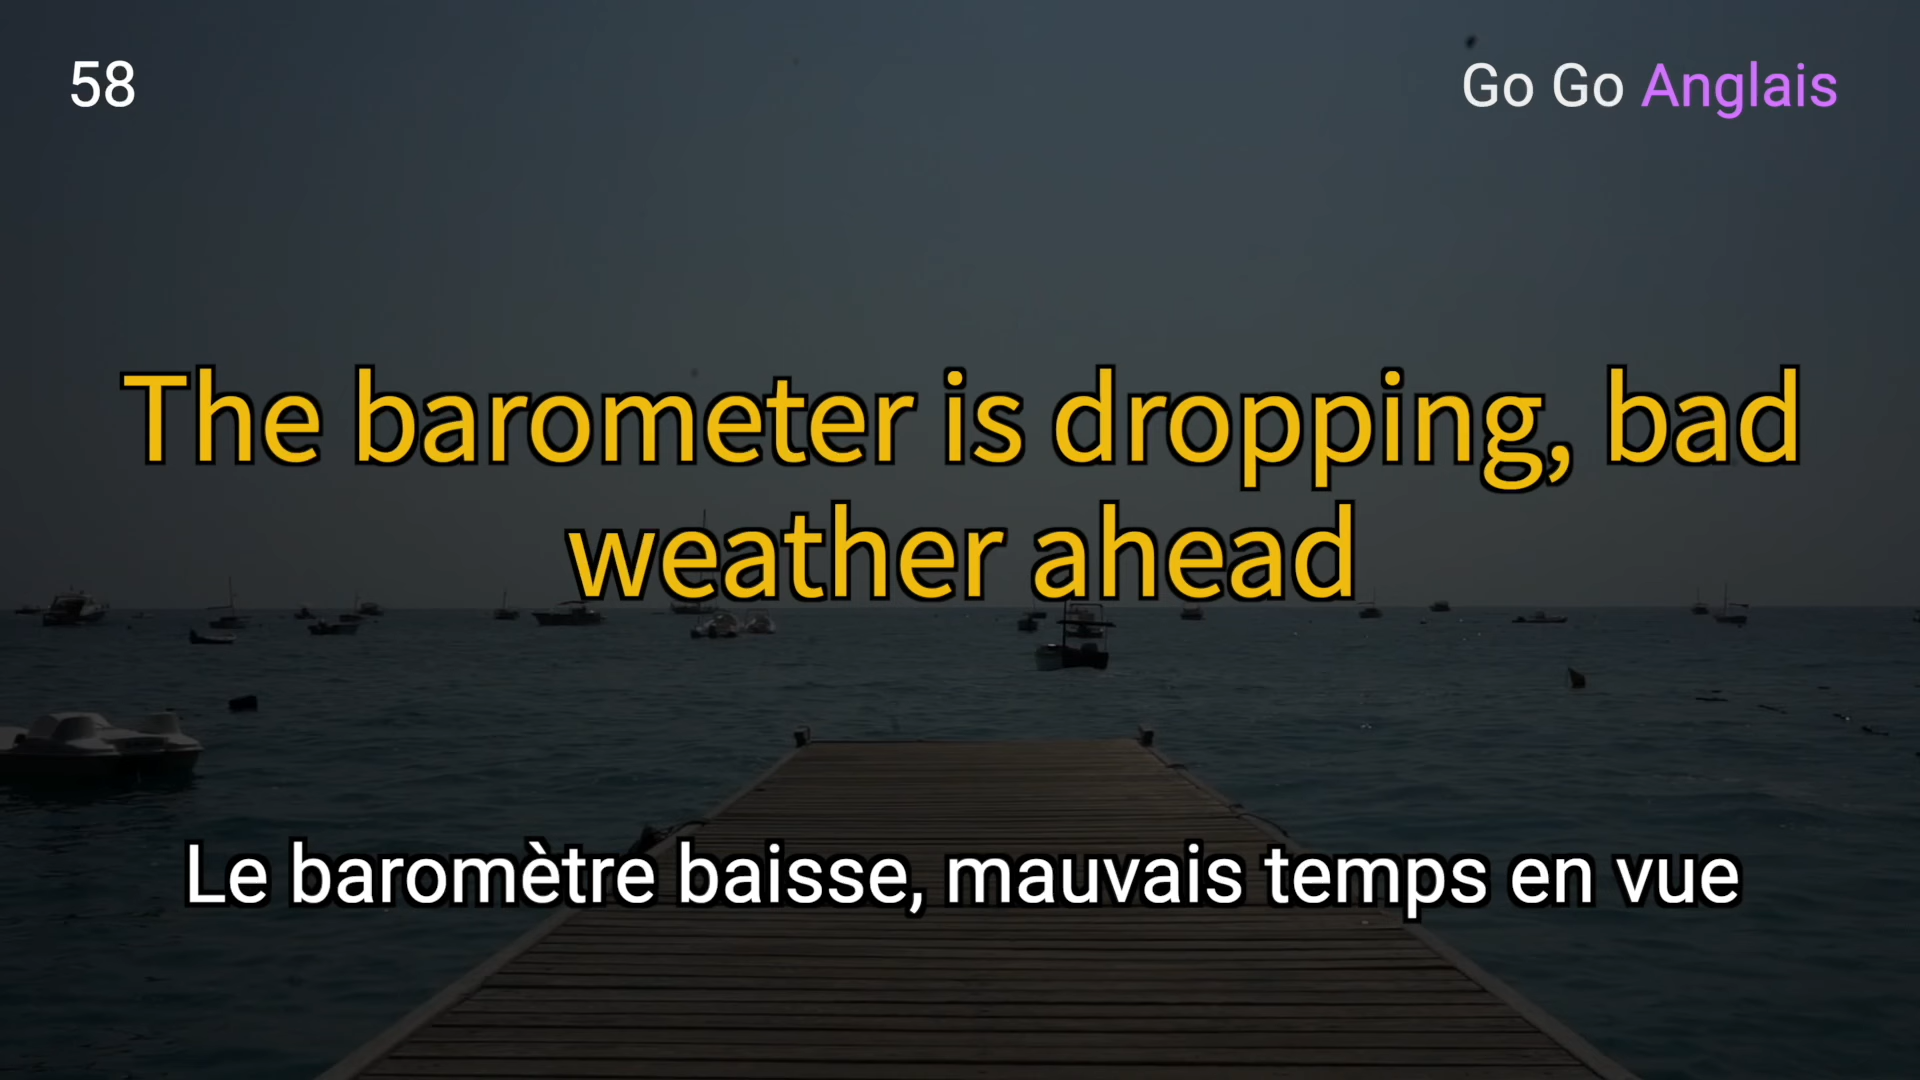 58
Go Go Anglais
The barometer is dropping, bad
weather ahead
Le baromètre baisse, mauvais temps en vue